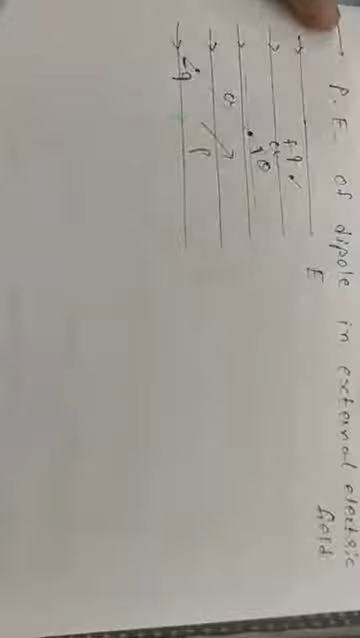 P.E. of dipole in external electric
field.
+q
a
θ
E
a
P
-q